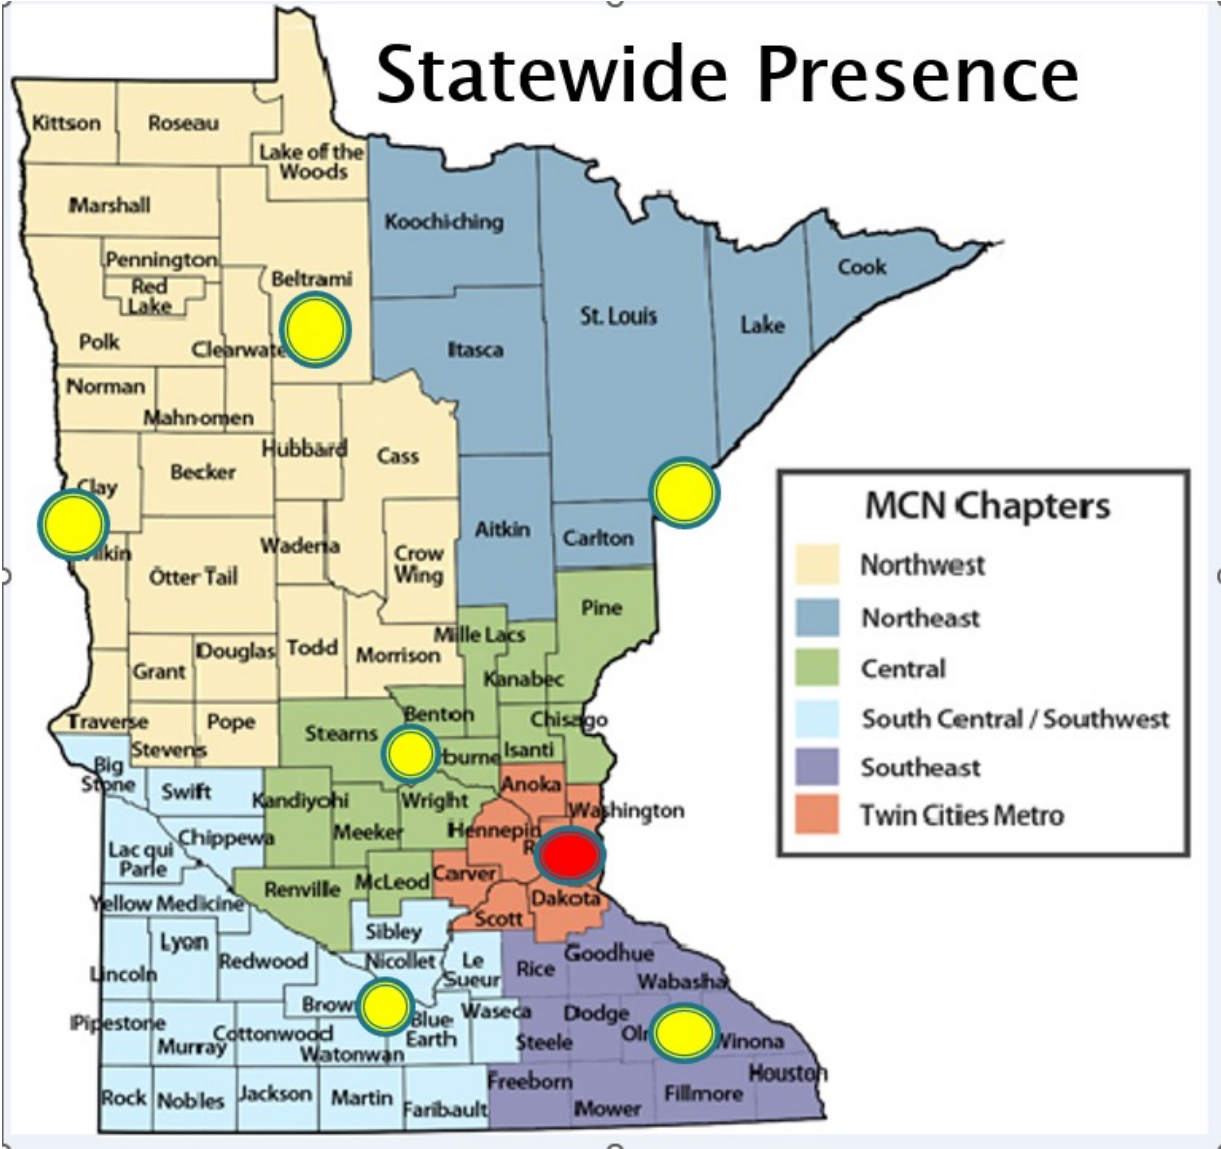 Statewide Presence
Kittson
Roseau
Lake of the
Woods
Marshall
Koochiching
Pennington
Beltrami
Red
Lake
Cook
St. Louis
Lake
Polk
Itasca
Norman
Mahnomen
Hubbard
Cass
Becker
Clay
Aitkin
Carlton
Wadena
Crow
Wing
Otter Tail
Pine
Mille Lacs
Todd
Douglas
Morrison
Grant
Kanabec
Traverse
Pope
Benton
Chisago
Stearns
Stevens
Isanti
Big
Stone
Swift
Anoka
Kandiyohi
Wright
Washington
Meeker
Hennepin
Chippewa
Lac qui
Parle
Carver
McLeod
Renville
Dakota
Yellow Medicine
Scott
Sibley
Lyon
Goodhue
Redwood
Nicollet
Le
Sueur
Rice
Lincoln
Wabasha
Waseca
Dodge
Pipestone
Blue
Earth
Cottonwood
Murray
Watonwan
Steele
Winona
Houston
Freeborn
Fillmore
Rock
Nobles
Jackson
Martin
Faribault
Mower
MCN Chapters
Northwest
Northeast
Central
South Central / Southwest
Southeast
Twin Cities Metro